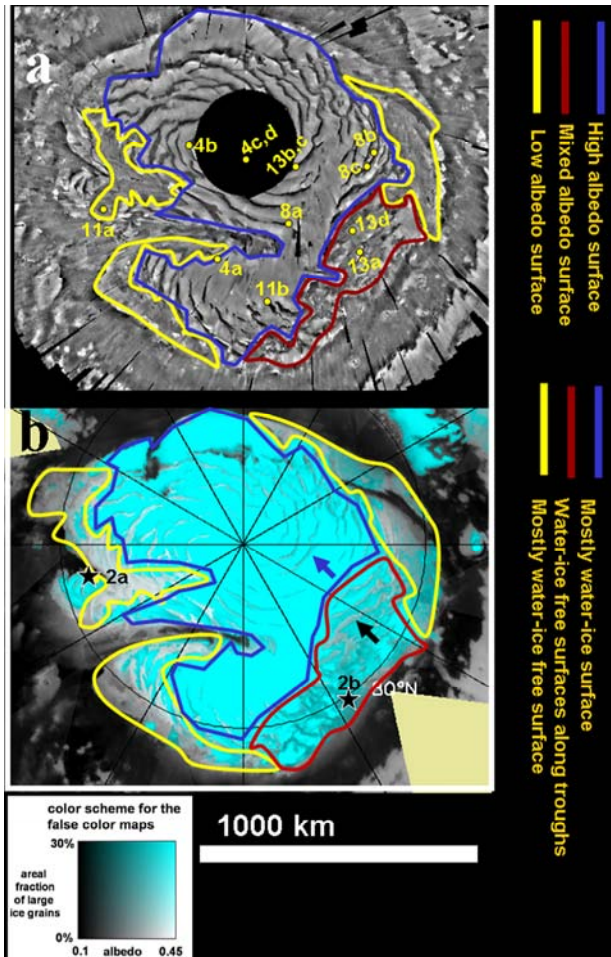 a
4b
4c,d
13b,c
8b
8c
8a
13d
13a
11a
4a
11b
b
2a
2b
80°N
High albedo surface
Mixed albedo surface
Low albedo surface
Mostly water-ice surface
Water-ice free surfaces along troughs
Mostly water-ice free surface
color scheme for the
false color maps
30%
areal
fraction
of large
ice grains
0%
0.1 albedo 0.45
1000 km